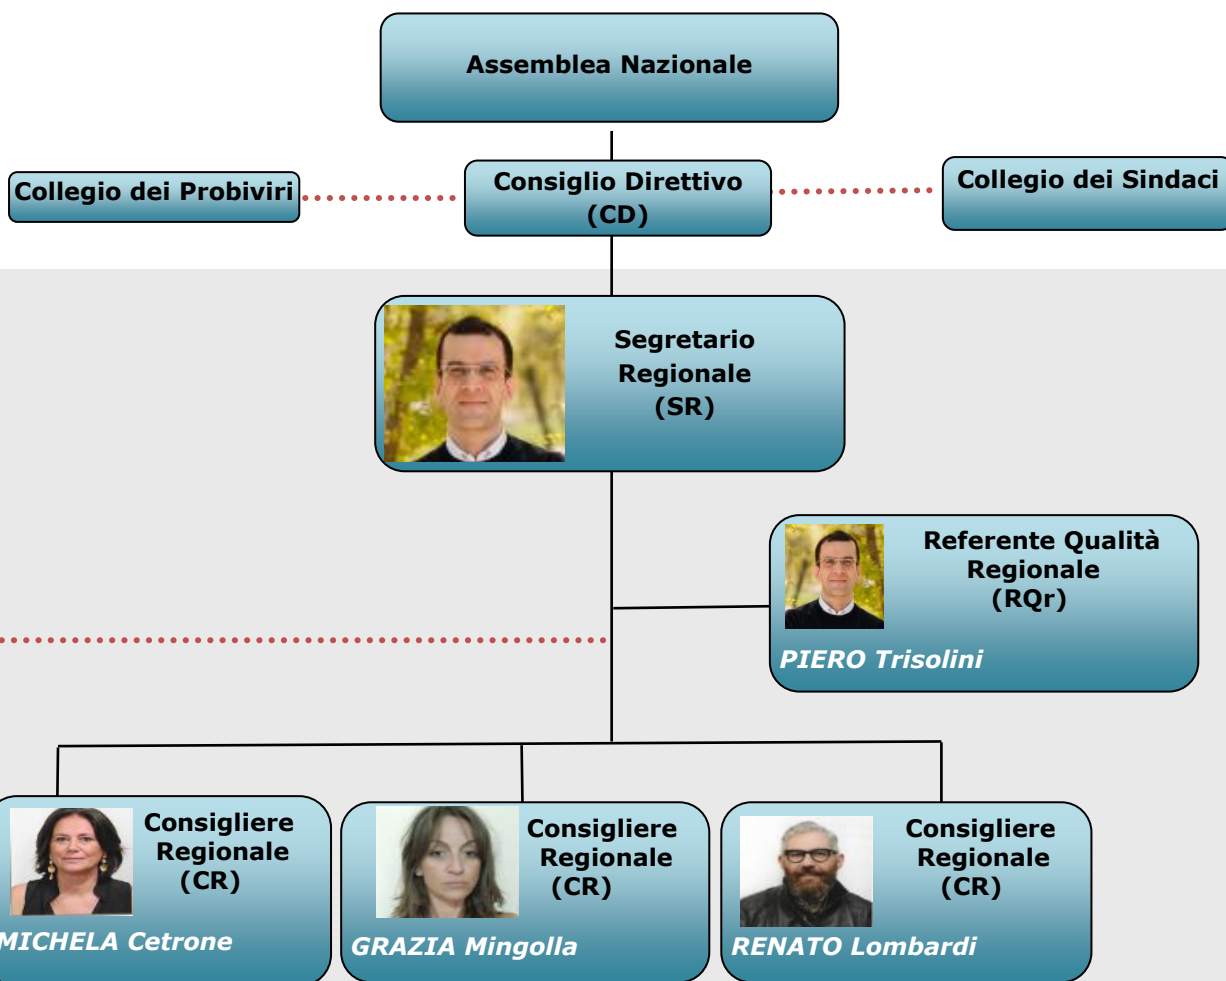 Assemblea Nazionale
Collegio dei Probiviri
Consiglio Direttivo
(CD)
Collegio dei Sindaci
Segretario
Regionale
(SR)
Referente Qualità
Regionale
(RQr)
PIERO Trisolini
Consigliere
Regionale
(CR)
MICHELA Cetrone
Consigliere
Regionale
(CR)
GRAZIA Mingolla
Consigliere
Regionale
(CR)
RENATO Lombardi